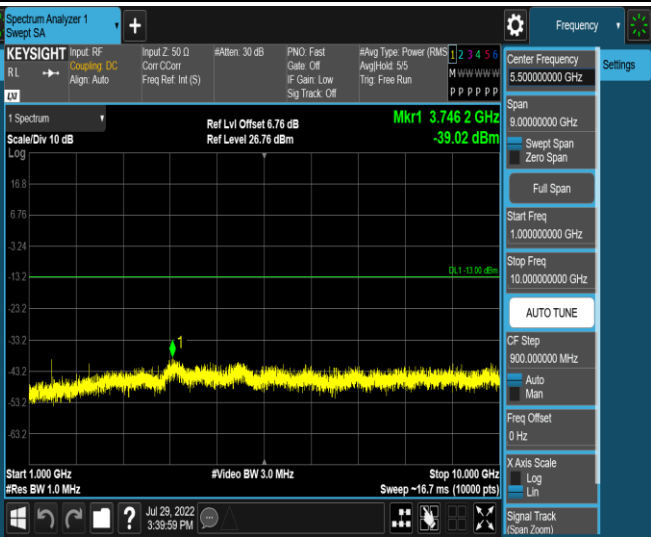 Spectrum Analyzer 1
Swept SA
Frequency
KEYSIGHT
RL
LXI
Input: RF
Coupling: DC
Align: Auto
Input Z: 50 Ω
Corr CCorr
Freq Ref: Int (S)
#Atten: 30 dB
PNO: Fast
Gate: Off
IF Gain: Low
Sig Track: Off
#Avg Type: Power (RMS
Avg|Hold: 5/5
Trig: Free Run
1 2 3 4 5 6
M W W W W W
P P P P P P
1 Spectrum
Scale/Div 10 dB
Log
Ref Lvl Offset 6.76 dB
Ref Level 26.76 dBm
Mkr1 3.746 2 GHz
-39.02 dBm
16.8
6.76
-3.24
-13.2
-23.2
-33.2
-43.2
-53.2
-63.2
DL1 -13.00 dBm
1
Start 1.000 GHz
#Res BW 1.0 MHz
#Video BW 3.0 MHz
Stop 10.000 GHz
Sweep ~16.7 ms (10000 pts)
?
Jul 29, 2022
3:39:59 PM
Center Frequency
5.500000000 GHz
Settings
Span
9.00000000 GHz
Swept Span
Zero Span
Full Span
Start Freq
1.000000000 GHz
Stop Freq
10.000000000 GHz
AUTO TUNE
CF Step
900.000000 MHz
Auto
Man
Freq Offset
0 Hz
X Axis Scale
Log
Lin
Signal Track
(Span Zoom)